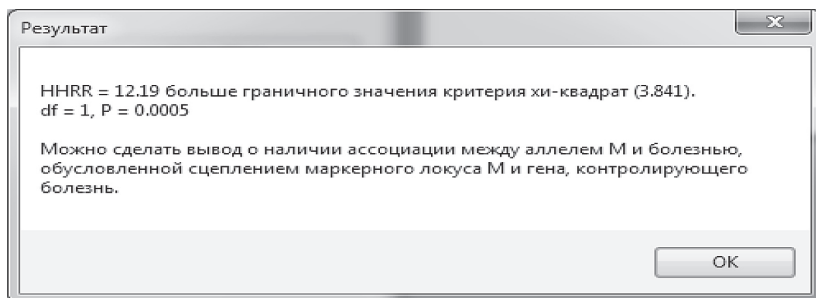 Результат
HHRR = 12.19 больше граничного значения критерия хи-квадрат (3.841).
df = 1, P = 0.0005
Можно сделать вывод о наличии ассоциации между аллелем М и болезнью,
обусловленной сцеплением маркерного локуса М и гена, контролирующего
болезнь.
OK